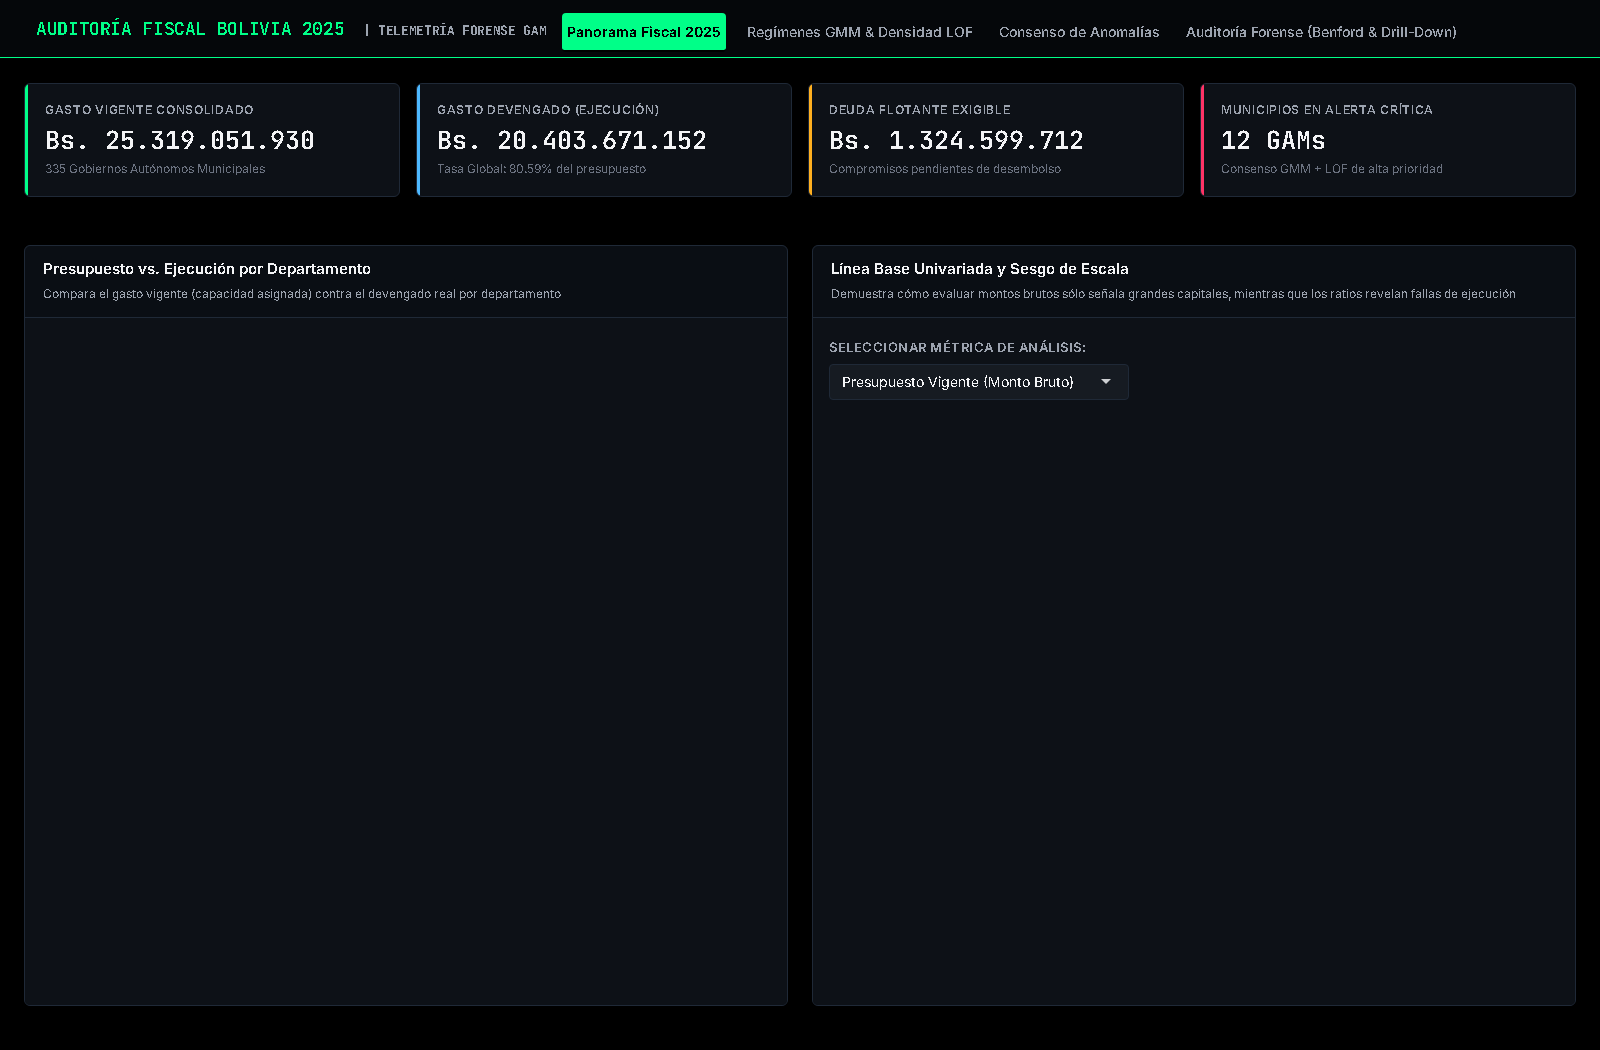 AUDITORÍA FISCAL BOLIVIA 2025 | TELEMETRÍA FORENSE GAM
Panorama Fiscal 2025
Regímenes GMM & Densidad LOF
Consenso de Anomalías
Auditoría Forense (Benford & Drill-Down)
GASTO VIGENTE CONSOLIDADO
Bs. 25.319.051.930
335 Gobiernos Autónomos Municipales
GASTO DEVENGADO (EJECUCIÓN)
Bs. 20.403.671.152
Tasa Global: 80.59% del presupuesto
DEUDA FLOTANTE EXIGIBLE
Bs. 1.324.599.712
Compromisos pendientes de desembolso
MUNICIPIOS EN ALERTA CRÍTICA
12 GAMs
Consenso GMM + LOF de alta prioridad
Presupuesto vs. Ejecución por Departamento
Compara el gasto vigente (capacidad asignada) contra el devengado real por departamento
Línea Base Univariada y Sesgo de Escala
Demuestra cómo evaluar montos brutos sólo señala grandes capitales, mientras que los ratios revelan fallas de ejecución
SELECCIONAR MÉTRICA DE ANÁLISIS:
Presupuesto Vigente (Monto Bruto)